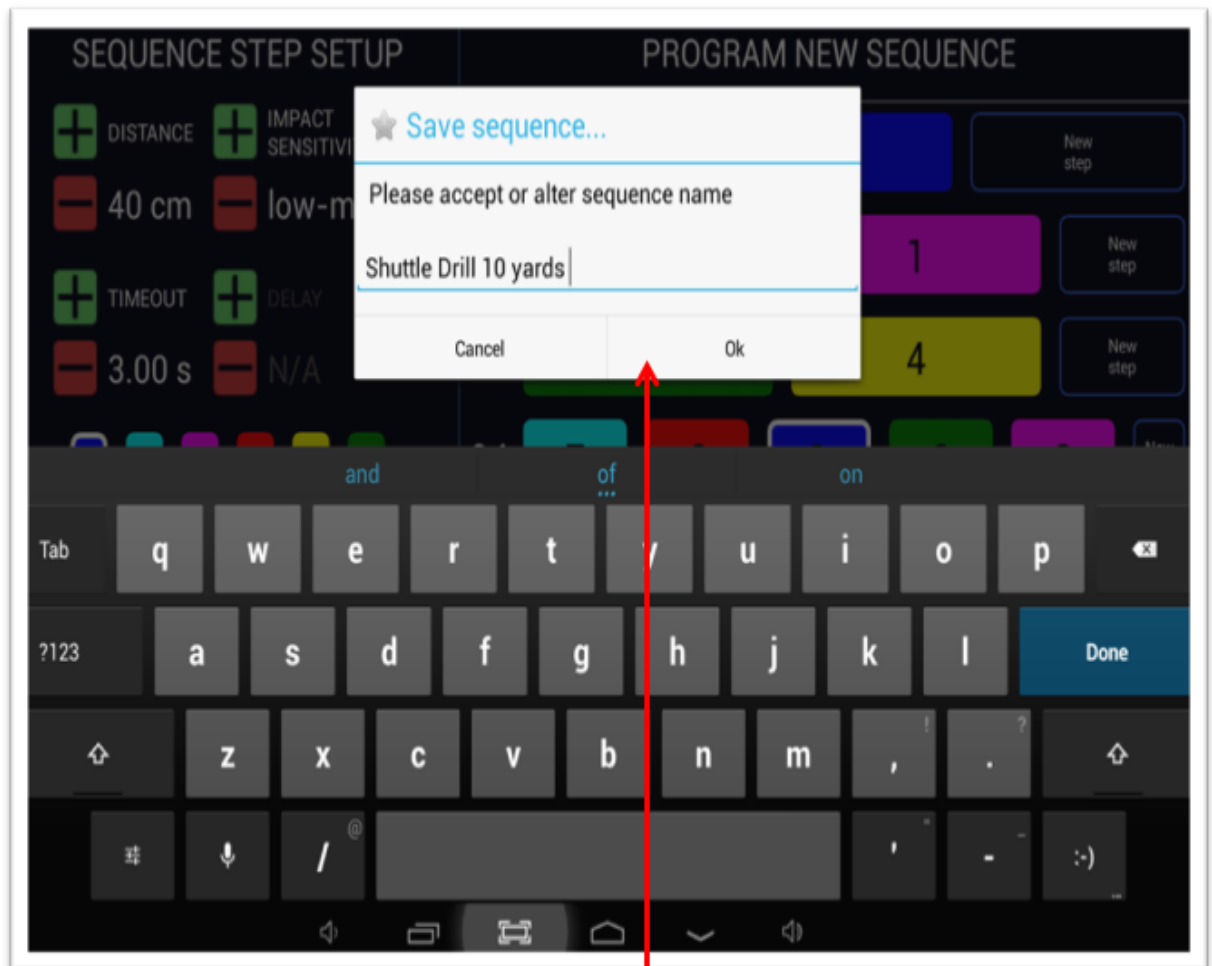 SEQUENCE STEP SETUP
PROGRAM NEW SEQUENCE
DISTANCE
IMPACT
SENSITIVI
40 cm
low-m
TIMEOUT
DELAY
3.00 s
N/A
Save sequence...
Please accept or alter sequence name
Shuttle Drill 10 yards
Cancel
Ok
New
step
1
New
step
4
New
step
and
of
on
Tab
q w e r t y u i o p
?123
a s d f g h j k l
Done
z x c v b n m , ! . ?
/ @
' " - _ :-)